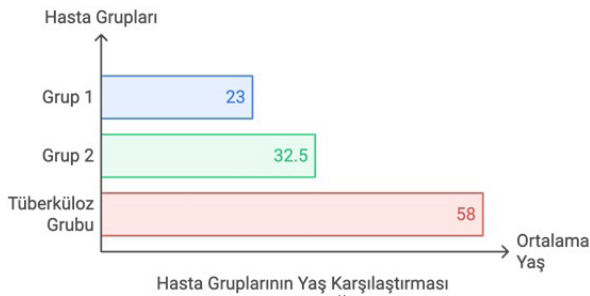 Hasta Grupları
Grup 1
23
Grup 2
32.5
Tüberküloz
Grubu
58
Ortalama
Yaş
Hasta Gruplarının Yaş Karşılaştırması